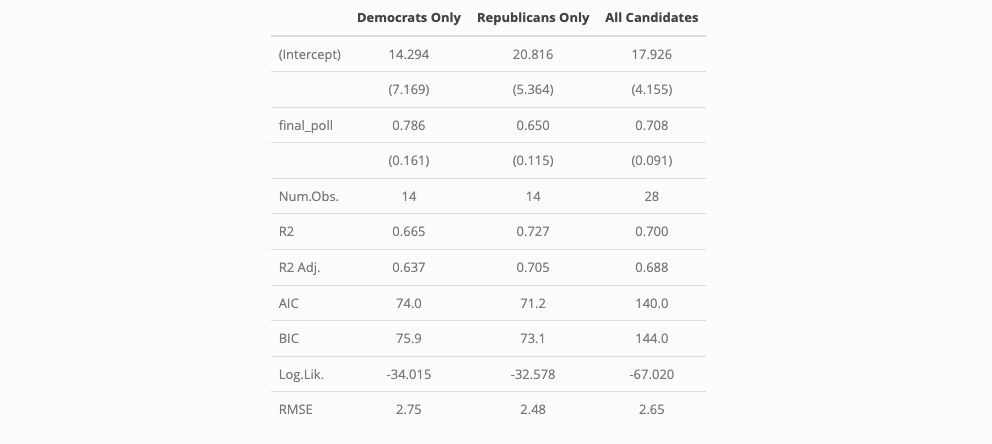 Democrats Only Republicans Only All Candidates
(Intercept) 14.294 20.816 17.926
(7.169) (5.364) (4.155)
final_poll 0.786 0.650 0.708
(0.161) (0.115) (0.091)
Num.Obs. 14 14 28
R2 0.665 0.727 0.700
R2 Adj. 0.637 0.705 0.688
AIC 74.0 71.2 140.0
BIC 75.9 73.1 144.0
Log.Lik. -34.015 -32.578 -67.020
RMSE 2.75 2.48 2.65